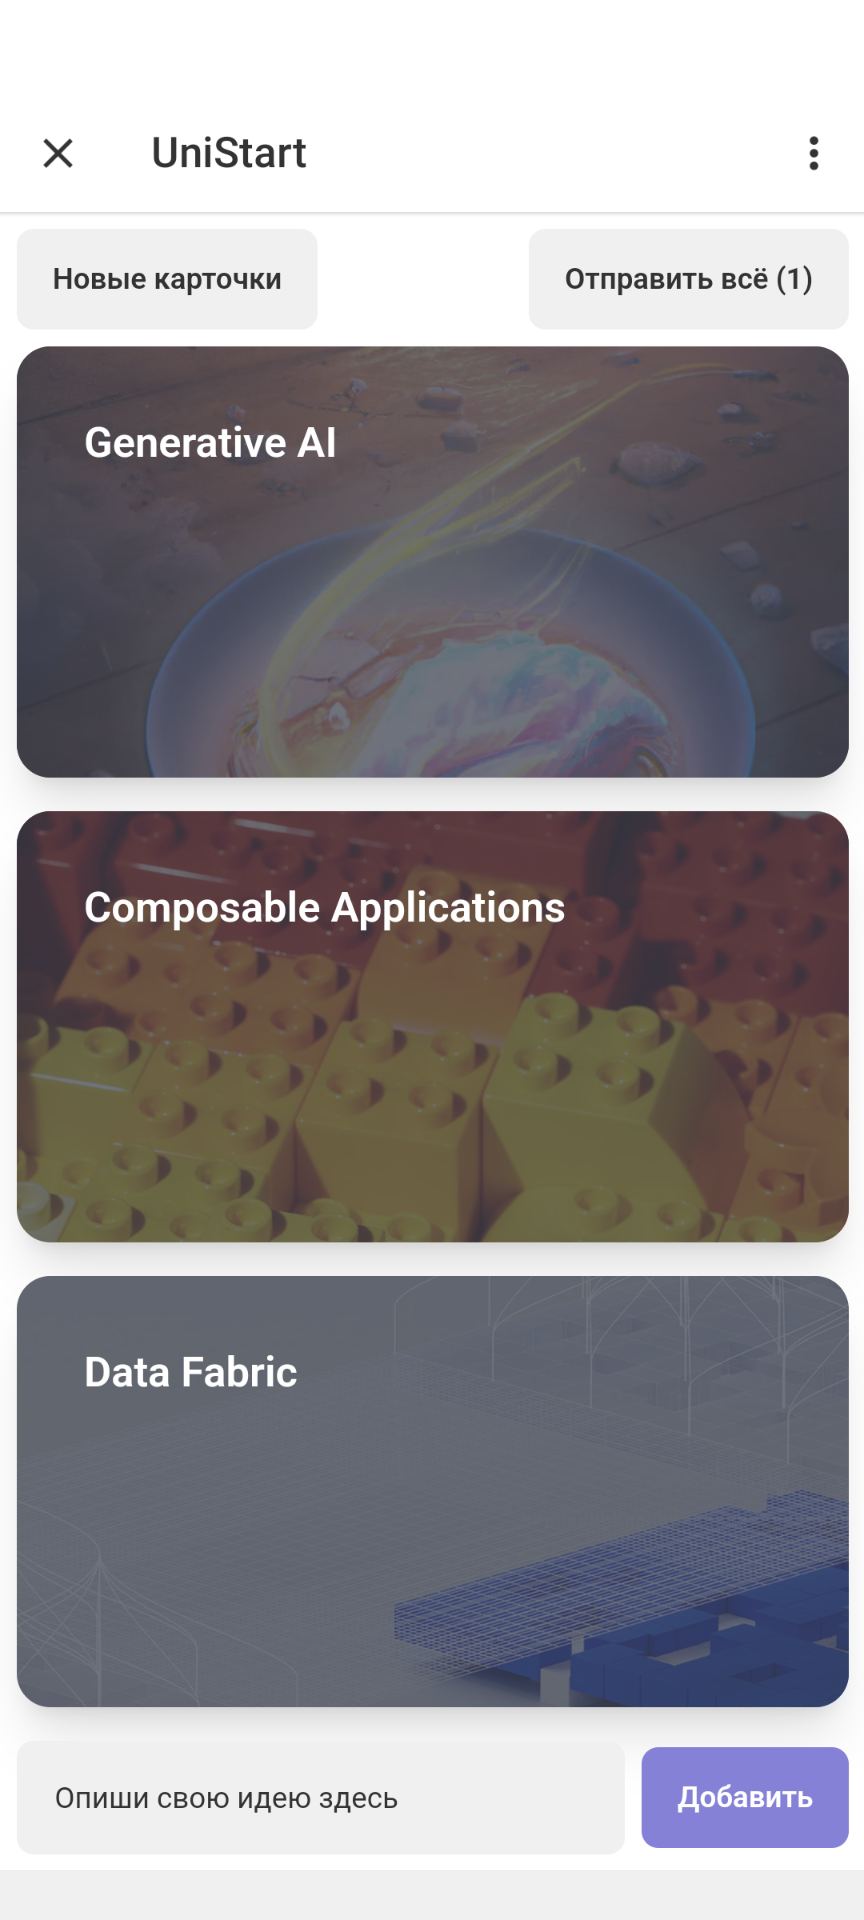 UniStart
Новые карточки
Отправить всё (1)
Generative AI
Composable Applications
Data Fabric
Опиши свою идею здесь
Добавить